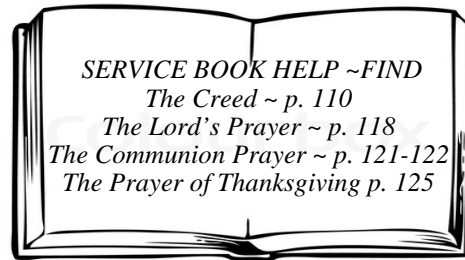 SERVICE BOOK HELP ~FIND
The Creed ~ p. 110
The Lord's Prayer ~ p. 118
The Communion Prayer ~ p. 121-122
The Prayer of Thanksgiving p. 125